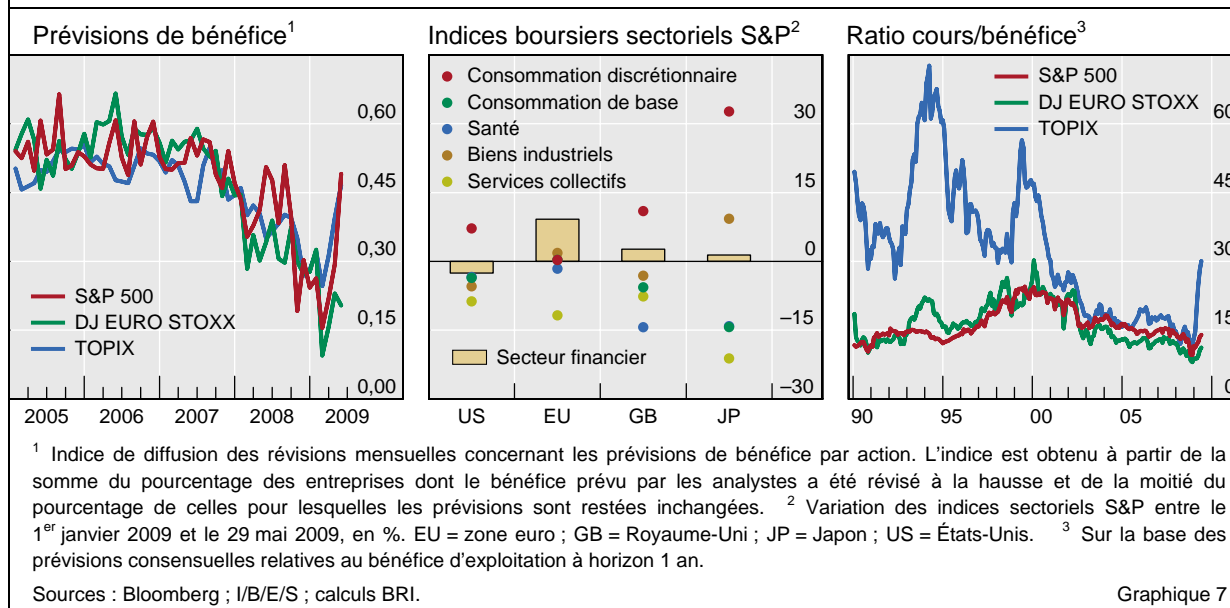 Prévisions de bénéfice1
0,60
0,45
0,30
0,15
0,00
S&P 500
DJ EURO STOXX
TOPIX
2005 2006 2007 2008 2009
Indices boursiers sectoriels S&P2
Consommation discrétionnaire
Consommation de base
Santé
Biens industriels
Services collectifs
30
15
0
–15
–30
Secteur financier
US EU GB JP
Ratio cours/bénéfice3
S&P 500
DJ EURO STOXX
TOPIX
60
45
30
15
0
90 95 00 05
1 Indice de diffusion des révisions mensuelles concernant les prévisions de bénéfice par action. L'indice est obtenu à partir de la
somme du pourcentage des entreprises dont le bénéfice prévu par les analystes a été révisé à la hausse et de la moitié du
pourcentage de celles pour lesquelles les prévisions sont restées inchangées. 2 Variation des indices sectoriels S&P entre le
1er janvier 2009 et le 29 mai 2009, en %. EU = zone euro ; GB = Royaume-Uni ; JP = Japon ; US = États-Unis. 3 Sur la base des
prévisions consensuelles relatives au bénéfice d'exploitation à horizon 1 an.
Sources : Bloomberg ; I/B/E/S ; calculs BRI. Graphique 7